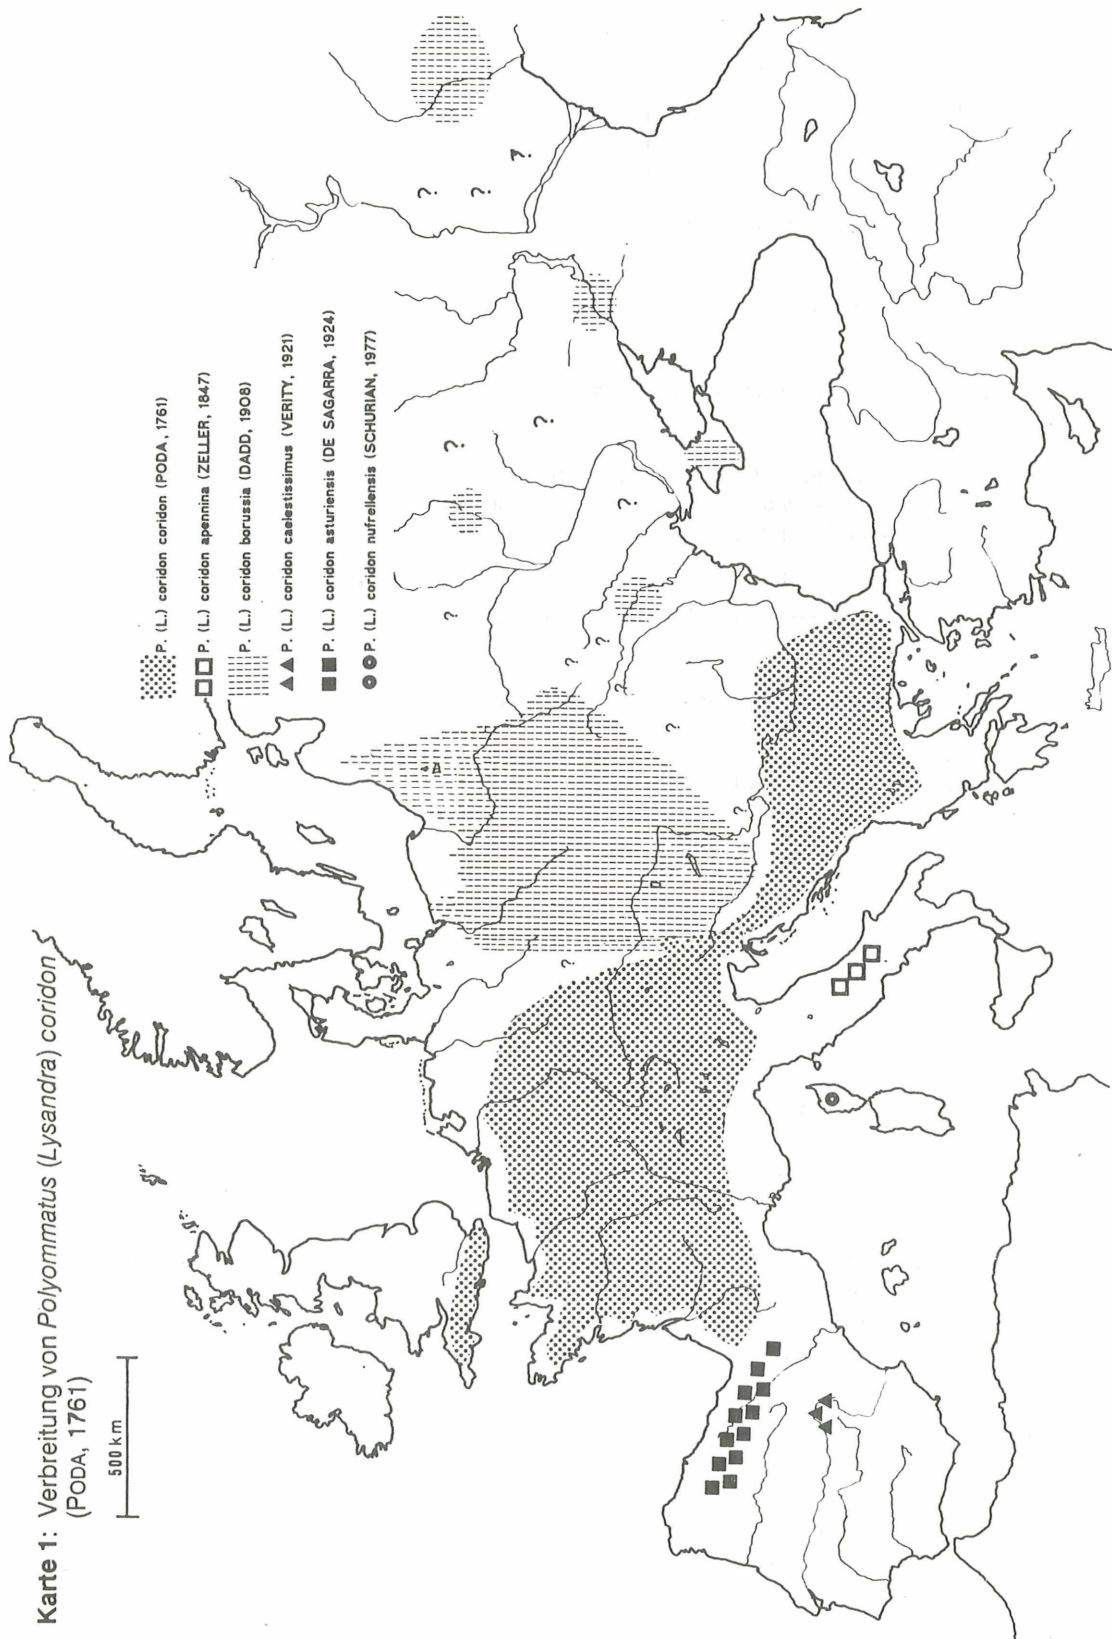 Karte 1: Verbreitung von Polyommatus (Lysandra) coridon
(PODA, 1761)
500 km
P. (L.) coridon coridon (PODA, 1761)
P. (L.) coridon apennina (ZELLER, 1847)
P. (L.) coridon borussia (DADD, 1908)
P. (L.) coridon caelestissimus (VERITY, 1921)
P. (L.) coridon asturiensis (DE SAGARRA, 1924)
P. (L.) coridon nufrellensis (SCHURIAN, 1977)
?
?
?
?
?
?
?
?
?
?
?
?
?